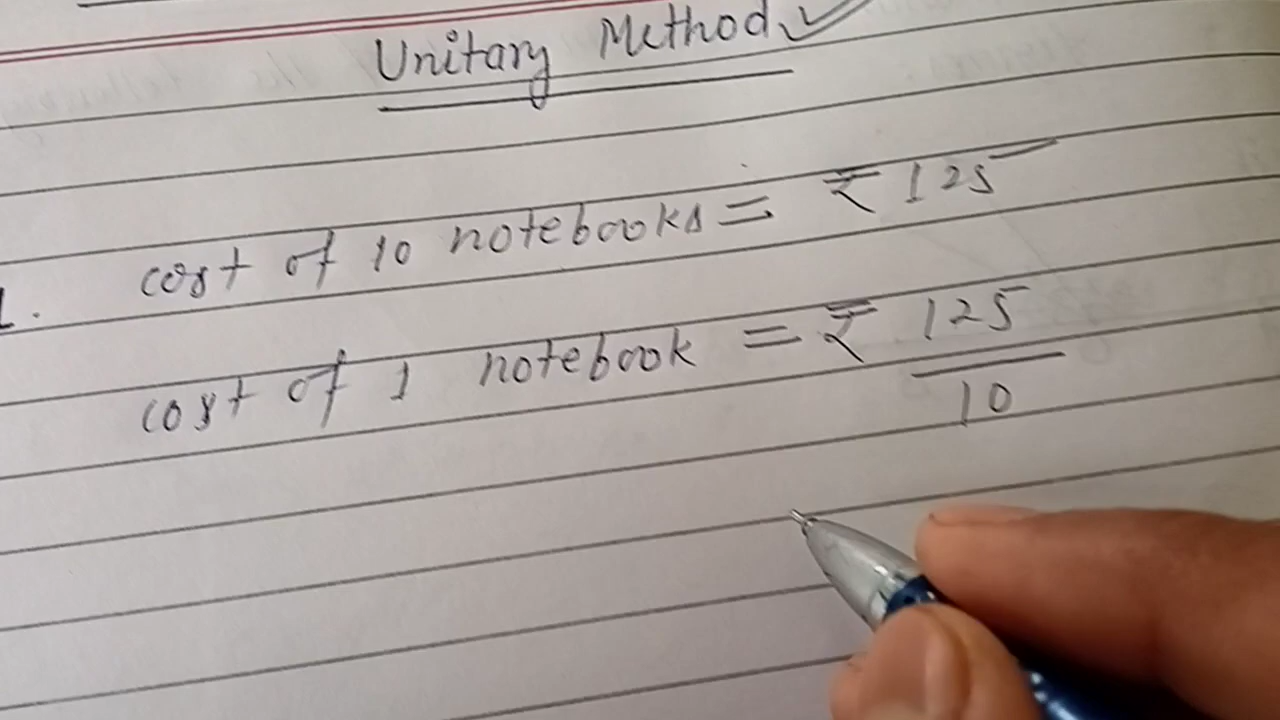 Unitary Method
1. cost of 10 notebooks = ₹ 125
cost of 1 notebook = ₹ 125/10